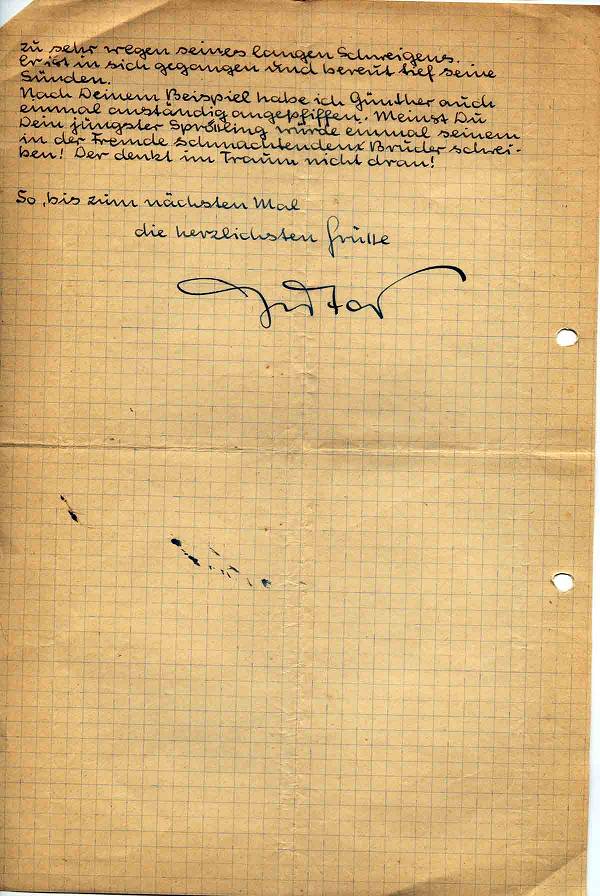 zu sehr wegen seines langen Schweigens.
Er ist in sich gegangen und bereut tief seine
Sünden.
Nach Deinem Beispiel habe ich Günther auch
einmal anständig angepfiffen. Meinst Du
Dein jüngster Sprößling würde einmal seinem
in der Fremde schmachtenden Bruder schrei-
ben! Der denkt im Traum nicht dran!
So, bis zum nächsten Mal
die herzlichsten Grüße